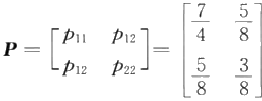 P = [ p₁₁ p₁₂ ; p₁₂ p₂₂ ] = [ 7/4 5/8 ; 5/8 3/8 ]